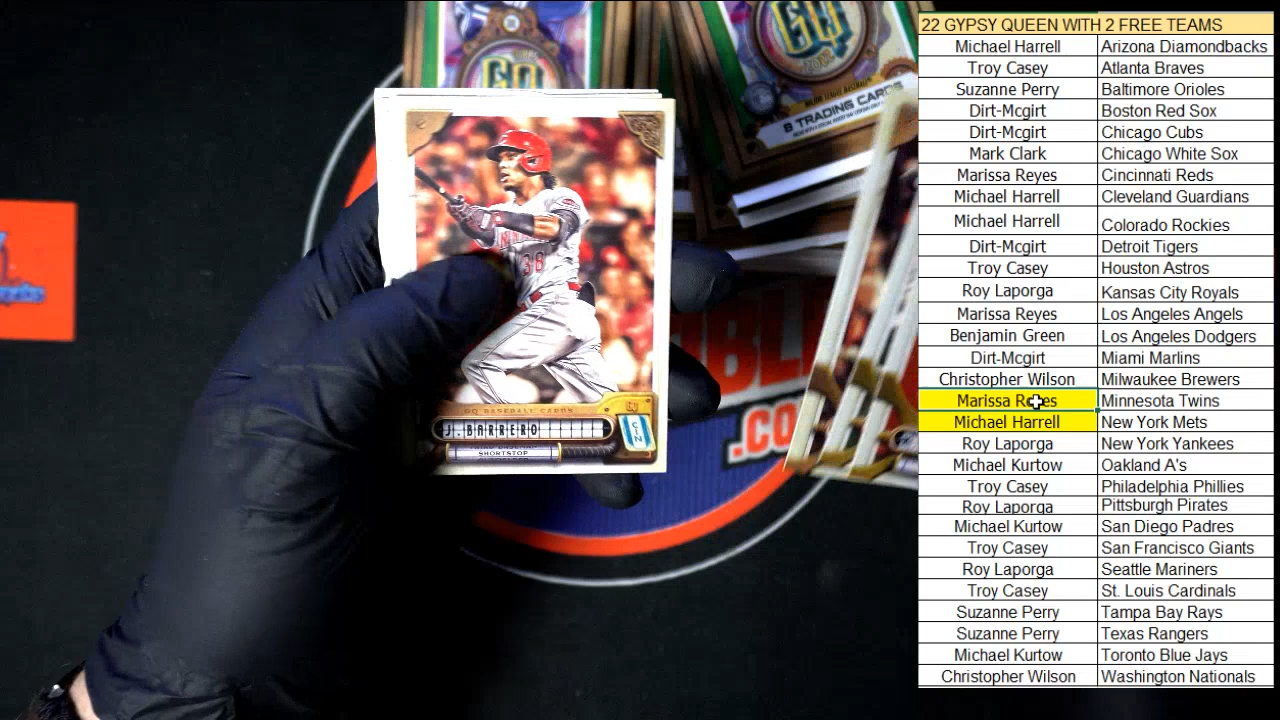 22 GYPSY QUEEN WITH 2 FREE TEAMS
Michael Harrell Arizona Diamondbacks
Troy Casey Atlanta Braves
Suzanne Perry Baltimore Orioles
Dirt-Mcgirt Boston Red Sox
Dirt-Mcgirt Chicago Cubs
Mark Clark Chicago White Sox
Marissa Reyes Cincinnati Reds
Michael Harrell Cleveland Guardians
Michael Harrell Colorado Rockies
Dirt-Mcgirt Detroit Tigers
Troy Casey Houston Astros
Roy Laporga Kansas City Royals
Marissa Reyes Los Angeles Angels
Benjamin Green Los Angeles Dodgers
Dirt-Mcgirt Miami Marlins
Christopher Wilson Milwaukee Brewers
Marissa Reyes Minnesota Twins
Michael Harrell New York Mets
Roy Laporga New York Yankees
Michael Kurtow Oakland A's
Troy Casey Philadelphia Phillies
Roy Laporga Pittsburgh Pirates
Michael Kurtow San Diego Padres
Troy Casey San Francisco Giants
Roy Laporga Seattle Mariners
Troy Casey St. Louis Cardinals
Suzanne Perry Tampa Bay Rays
Suzanne Perry Texas Rangers
Michael Kurtow Toronto Blue Jays
Christopher Wilson Washington Nationals
GQ
GQ
8 TRADING CARDS
38
GQ BASEBALL CARDS
J. BARRERO
CIN
SHORTSTOP
.CO